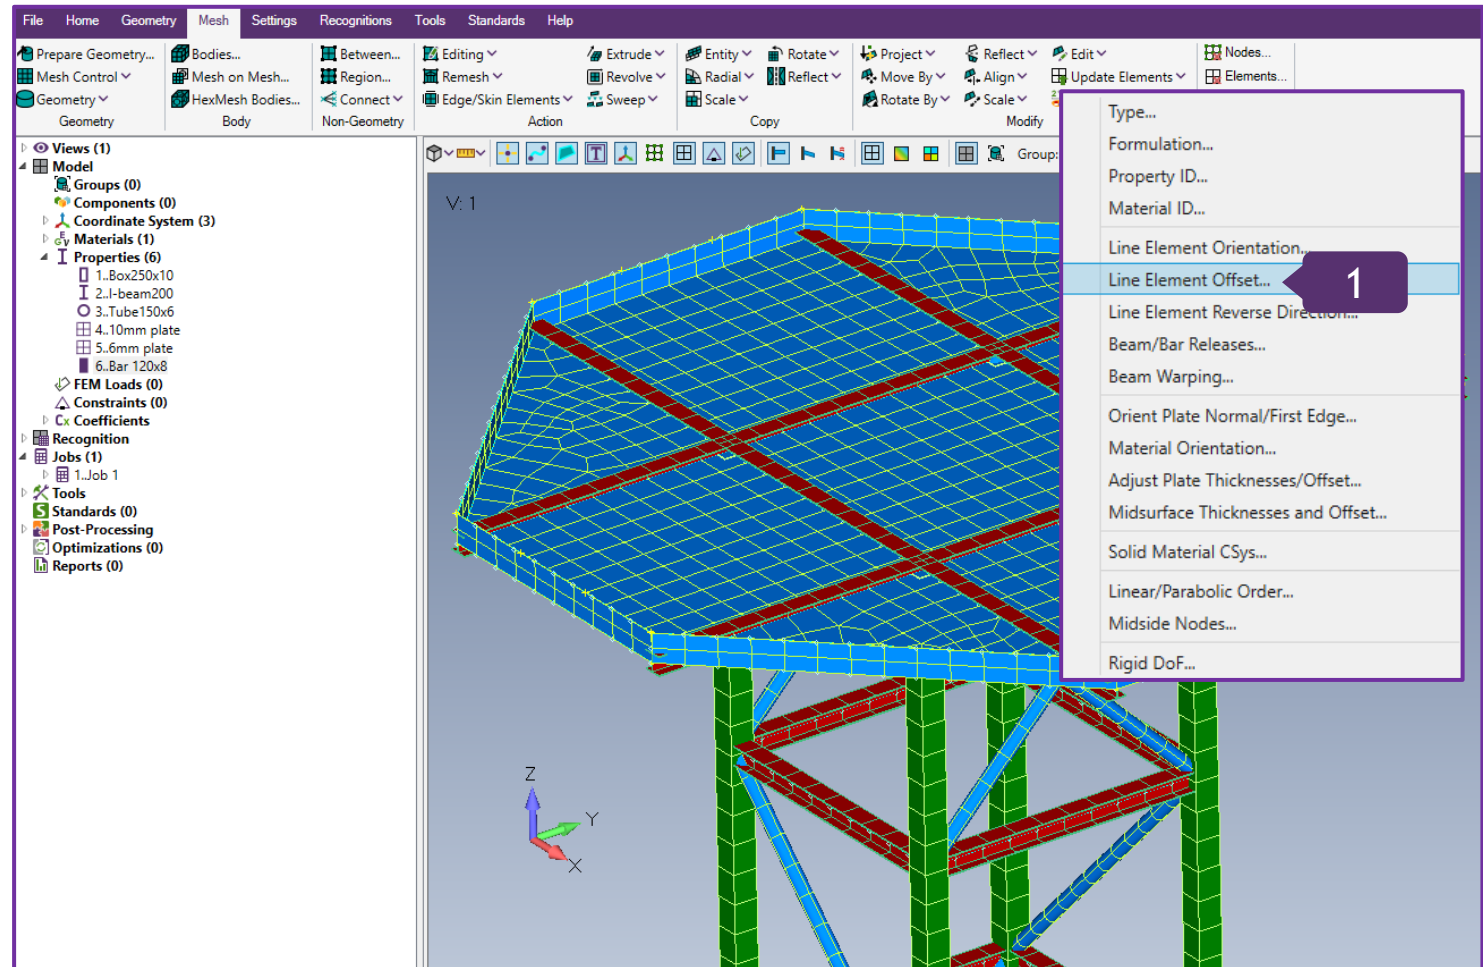 File Home Geometry Mesh Settings Recognitions Tools Standards Help
Prepare Geometry... Bodies... Between... Editing Extrude Entity Rotate Project Reflect Edit Nodes...
Mesh Control Mesh on Mesh... Region... Remesh Revolve Radial Reflect Move By Align Update Elements Elements...
Geometry HexMesh Bodies... Connect Edge/Skin Elements Sweep Scale Rotate By Scale
Geometry Body Non-Geometry Action Copy Modify
Group:
Views (1)
Model
Groups (0)
Components (0)
Coordinate System (3)
Materials (1)
Properties (6)
1..Box250x10
2..I-beam200
3..Tube150x6
4..10mm plate
5..6mm plate
6..Bar 120x8
FEM Loads (0)
Constraints (0)
Coefficients
Recognition
Jobs (1)
1..Job 1
Tools
Standards (0)
Post-Processing
Optimizations (0)
Reports (0)
V: 1
Type...
Formulation...
Property ID...
Material ID...
Line Element Orientation...
Line Element Offset...
1
Line Element Reverse Direction...
Beam/Bar Releases...
Beam Warping...
Orient Plate Normal/First Edge...
Material Orientation...
Adjust Plate Thicknesses/Offset...
Midsurface Thicknesses and Offset...
Solid Material CSys...
Linear/Parabolic Order...
Midside Nodes...
Rigid DoF...
Z
Y
X